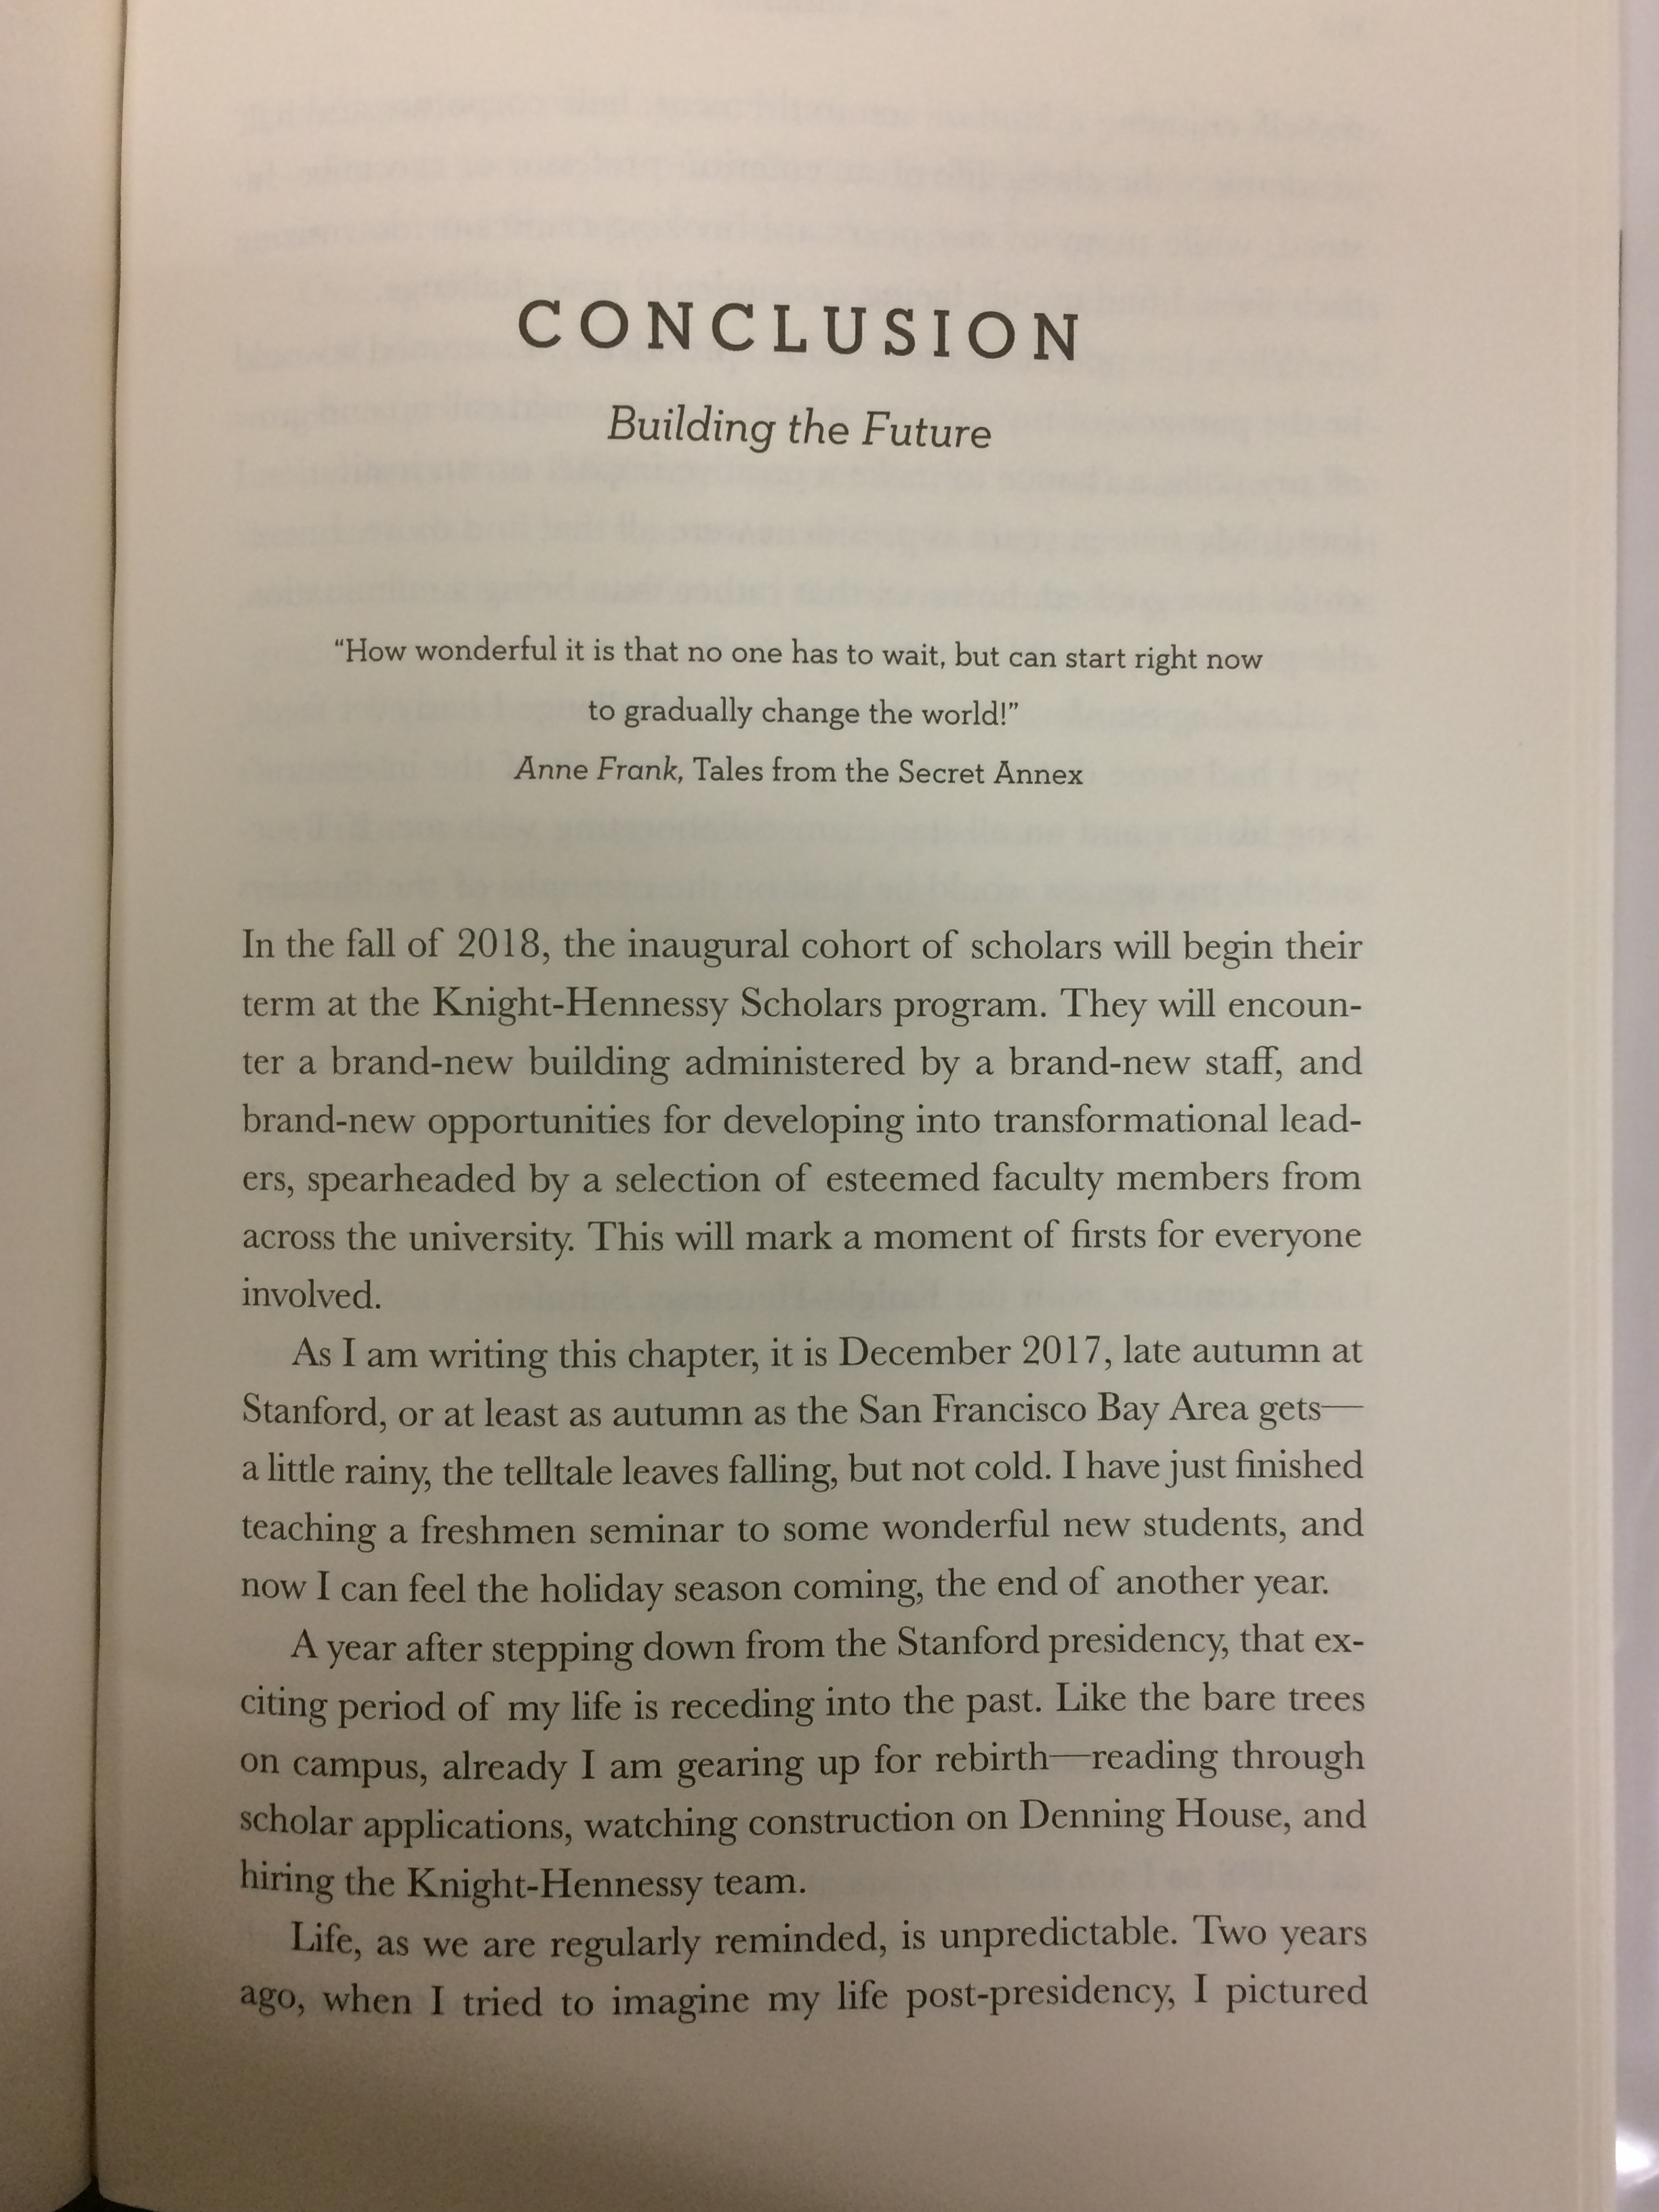 CONCLUSION
Building the Future
“How wonderful it is that no one has to wait, but can start right now
to gradually change the world!”
Anne Frank, Tales from the Secret Annex
In the fall of 2018, the inaugural cohort of scholars will begin their
term at the Knight-Hennessy Scholars program. They will encoun-
ter a brand-new building administered by a brand-new staff, and
brand-new opportunities for developing into transformational lead-
ers, spearheaded by a selection of esteemed faculty members from
across the university. This will mark a moment of firsts for everyone
involved.
As I am writing this chapter, it is December 2017, late autumn at
Stanford, or at least as autumn as the San Francisco Bay Area gets—
a little rainy, the telltale leaves falling, but not cold. I have just finished
teaching a freshmen seminar to some wonderful new students, and
now I can feel the holiday season coming, the end of another year.
A year after stepping down from the Stanford presidency, that ex-
citing period of my life is receding into the past. Like the bare trees
on campus, already I am gearing up for rebirth—reading through
scholar applications, watching construction on Denning House, and
hiring the Knight-Hennessy team.
Life, as we are regularly reminded, is unpredictable. Two years
ago, when I tried to imagine my life post-presidency, I pictured